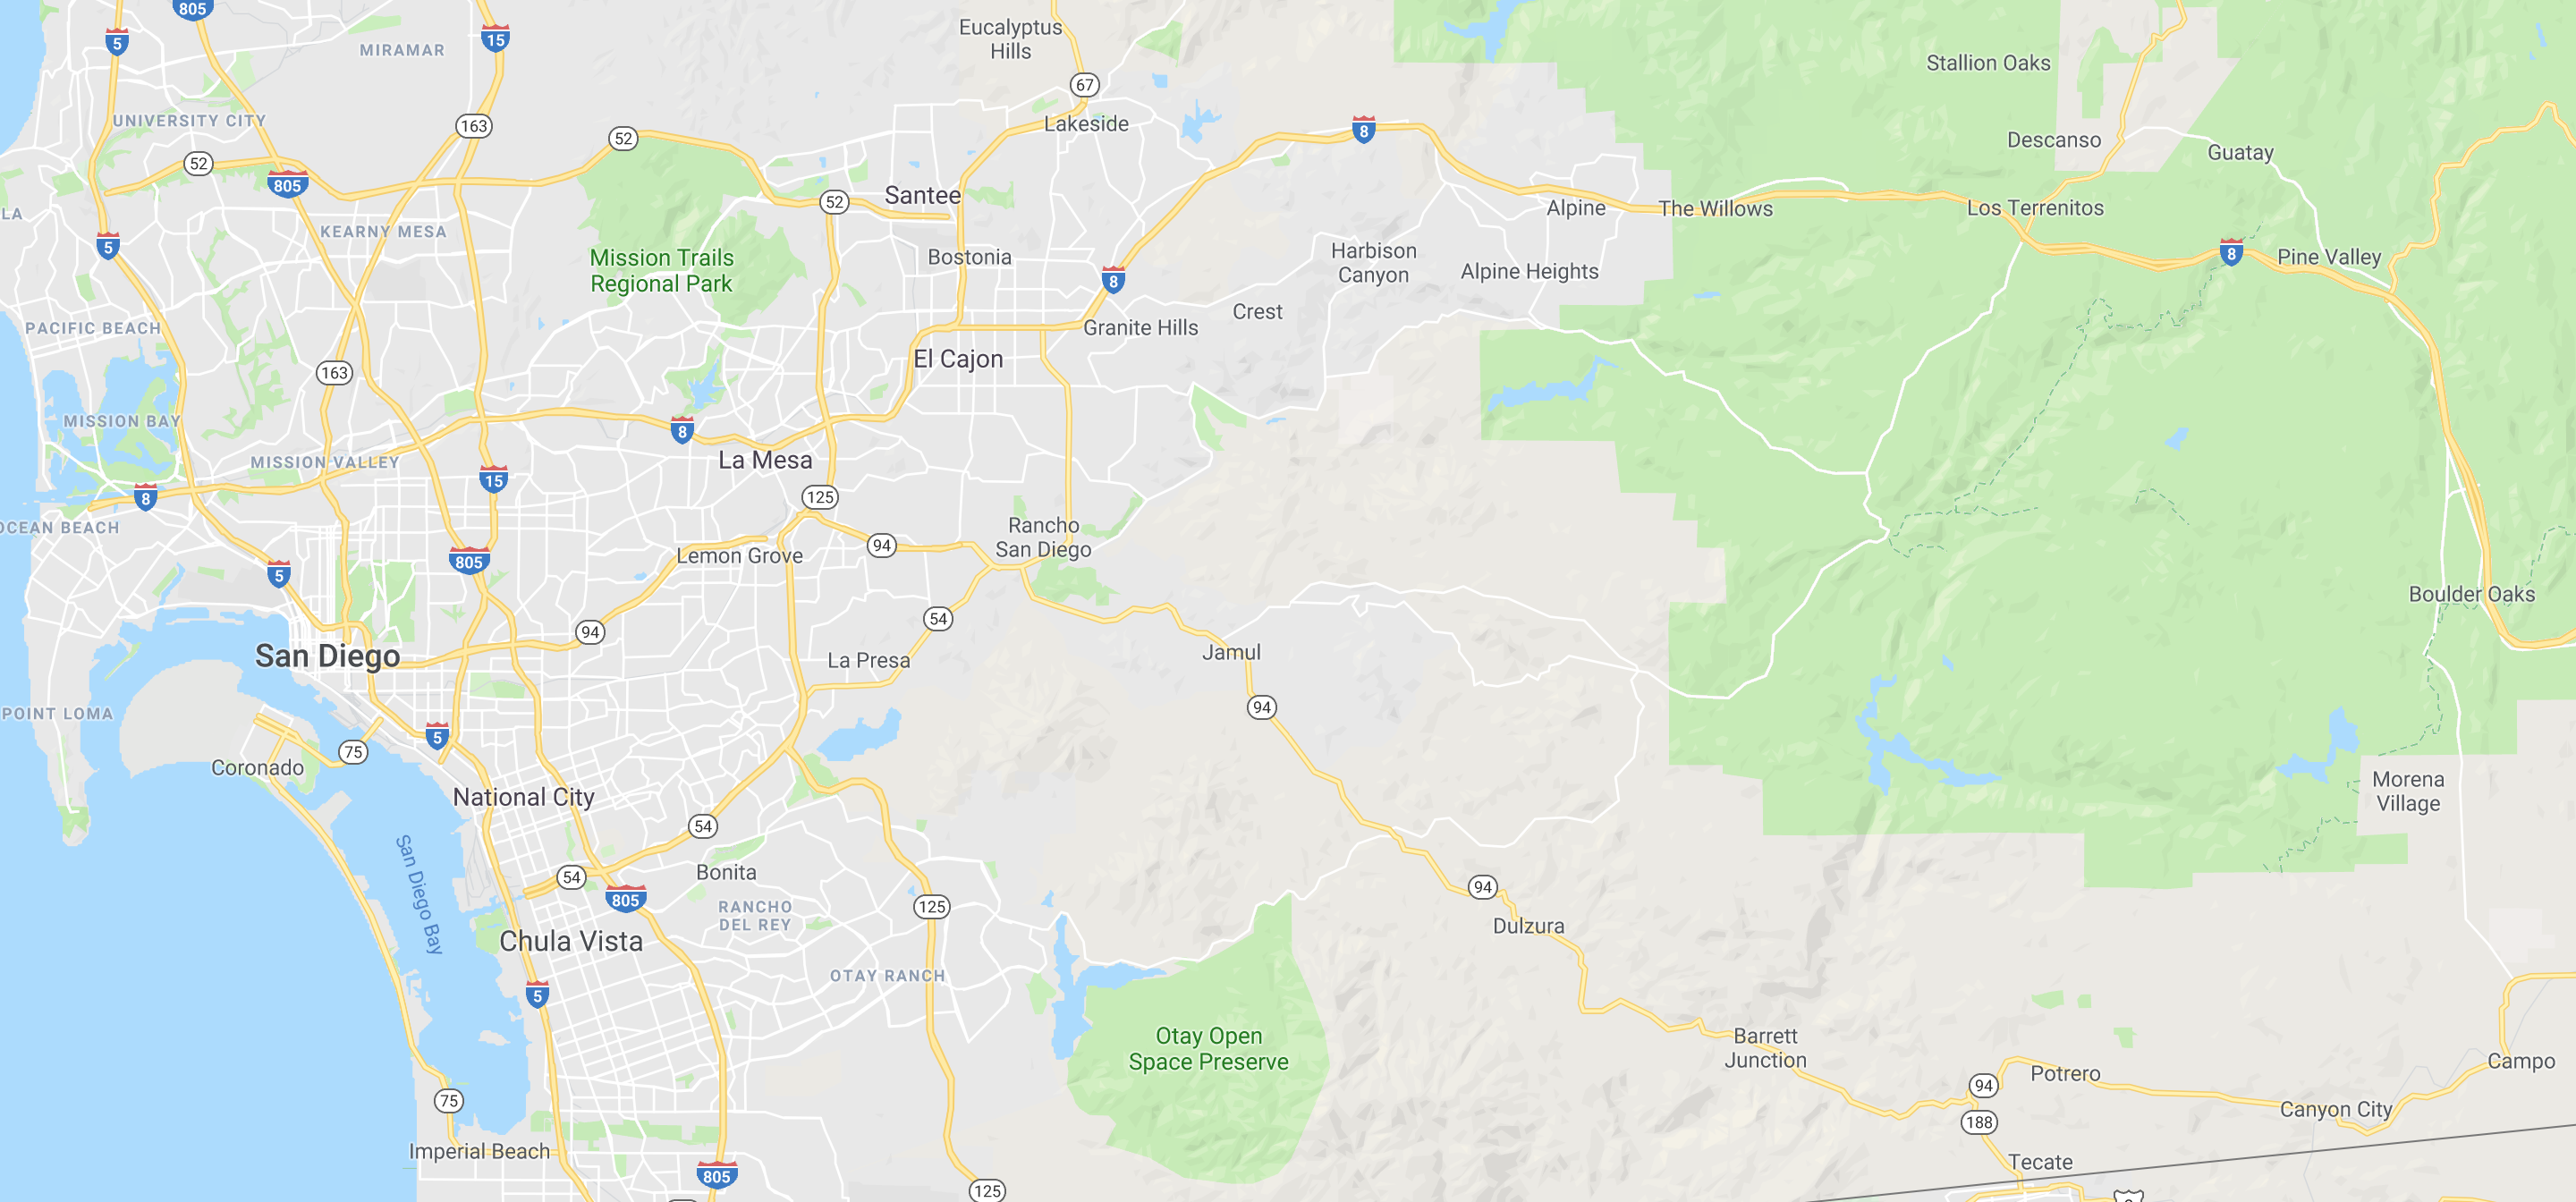 805
5
15
MIRAMAR
Eucalyptus
Hills
67
Stallion Oaks
UNIVERSITY CITY
163
52
Lakeside
8
Descanso
Guatay
52
805
Santee
52
LA
Alpine
The Willows
Los Terrenitos
KEARNY MESA
5
Mission Trails
Regional Park
Bostonia
8
Harbison
Canyon
Alpine Heights
8
Pine Valley
PACIFIC BEACH
Granite Hills
Crest
163
El Cajon
MISSION BAY
8
MISSION VALLEY
La Mesa
15
8
125
OCEAN BEACH
Rancho
San Diego
94
Lemon Grove
805
5
Boulder Oaks
54
94
San Diego
La Presa
Jamul
POINT LOMA
94
5
75
Coronado
Morena
Village
National City
54
San Diego Bay
Bonita
54
805
94
RANCHO
DEL REY
125
Dulzura
Chula Vista
OTAY RANCH
5
Otay Open
Space Preserve
Barrett
Junction
Campo
Potrero
94
75
Canyon City
188
Imperial Beach
Tecate
805
125